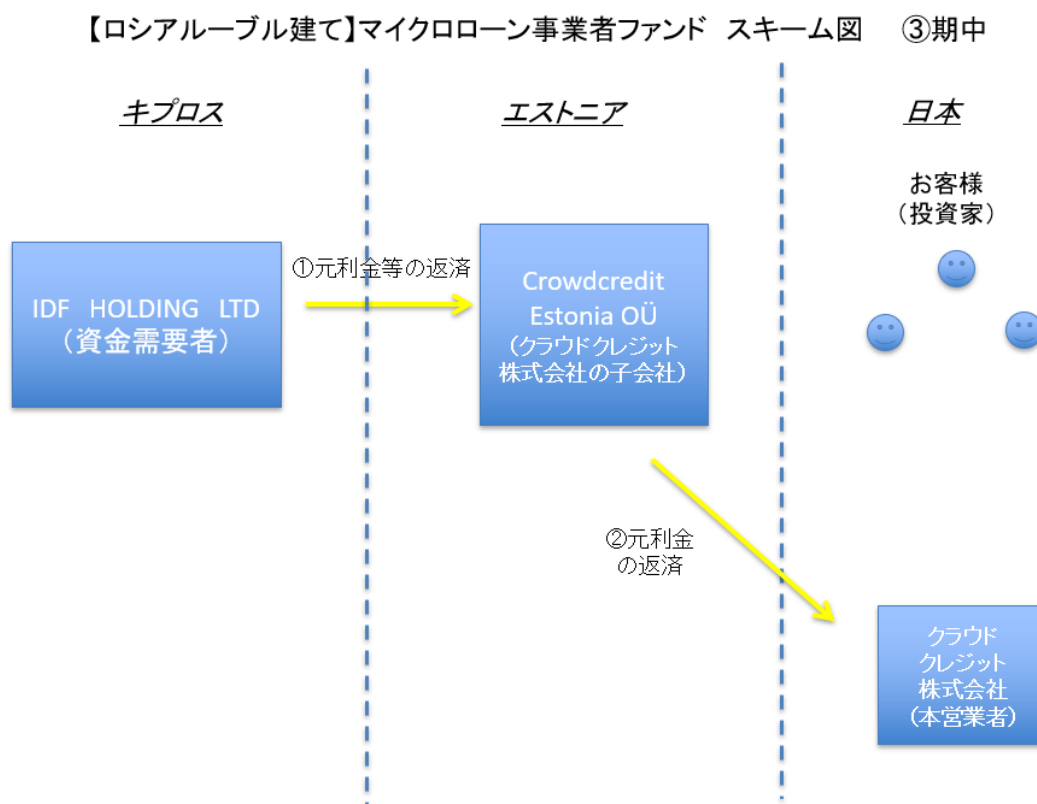 【ロシアルーブル建て】マイクロローン事業者ファンド スキーム図 ③期中
キプロス
エストニア
日本
お客様
（投資家）
①元利金等の返済
IDF HOLDING LTD
（資金需要者）
Crowdcredit
Estonia OÜ
（クラウドクレジット
株式会社の子会社）
②元利金
の返済
クラウド
クレジット
株式会社
（本営業者）